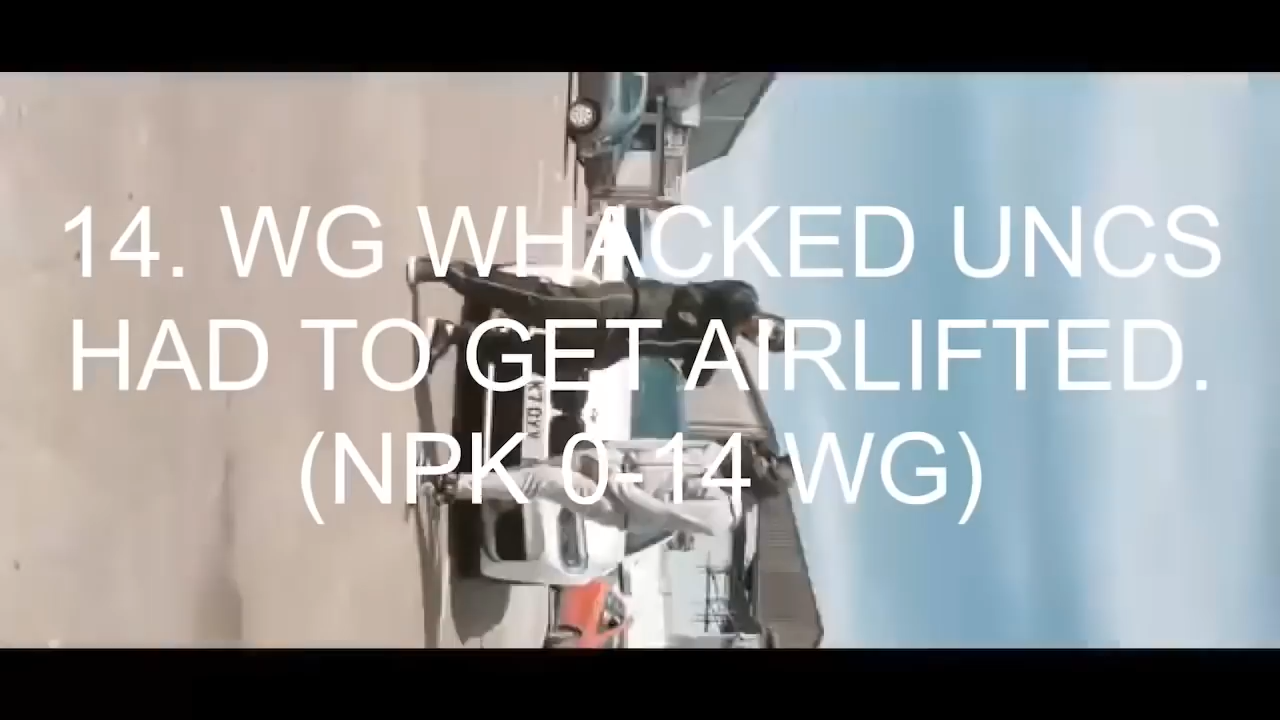 14. WG WHACKED UNCS
HAD TO GET AIRLIFTED.
(NPK 0-14 WG)